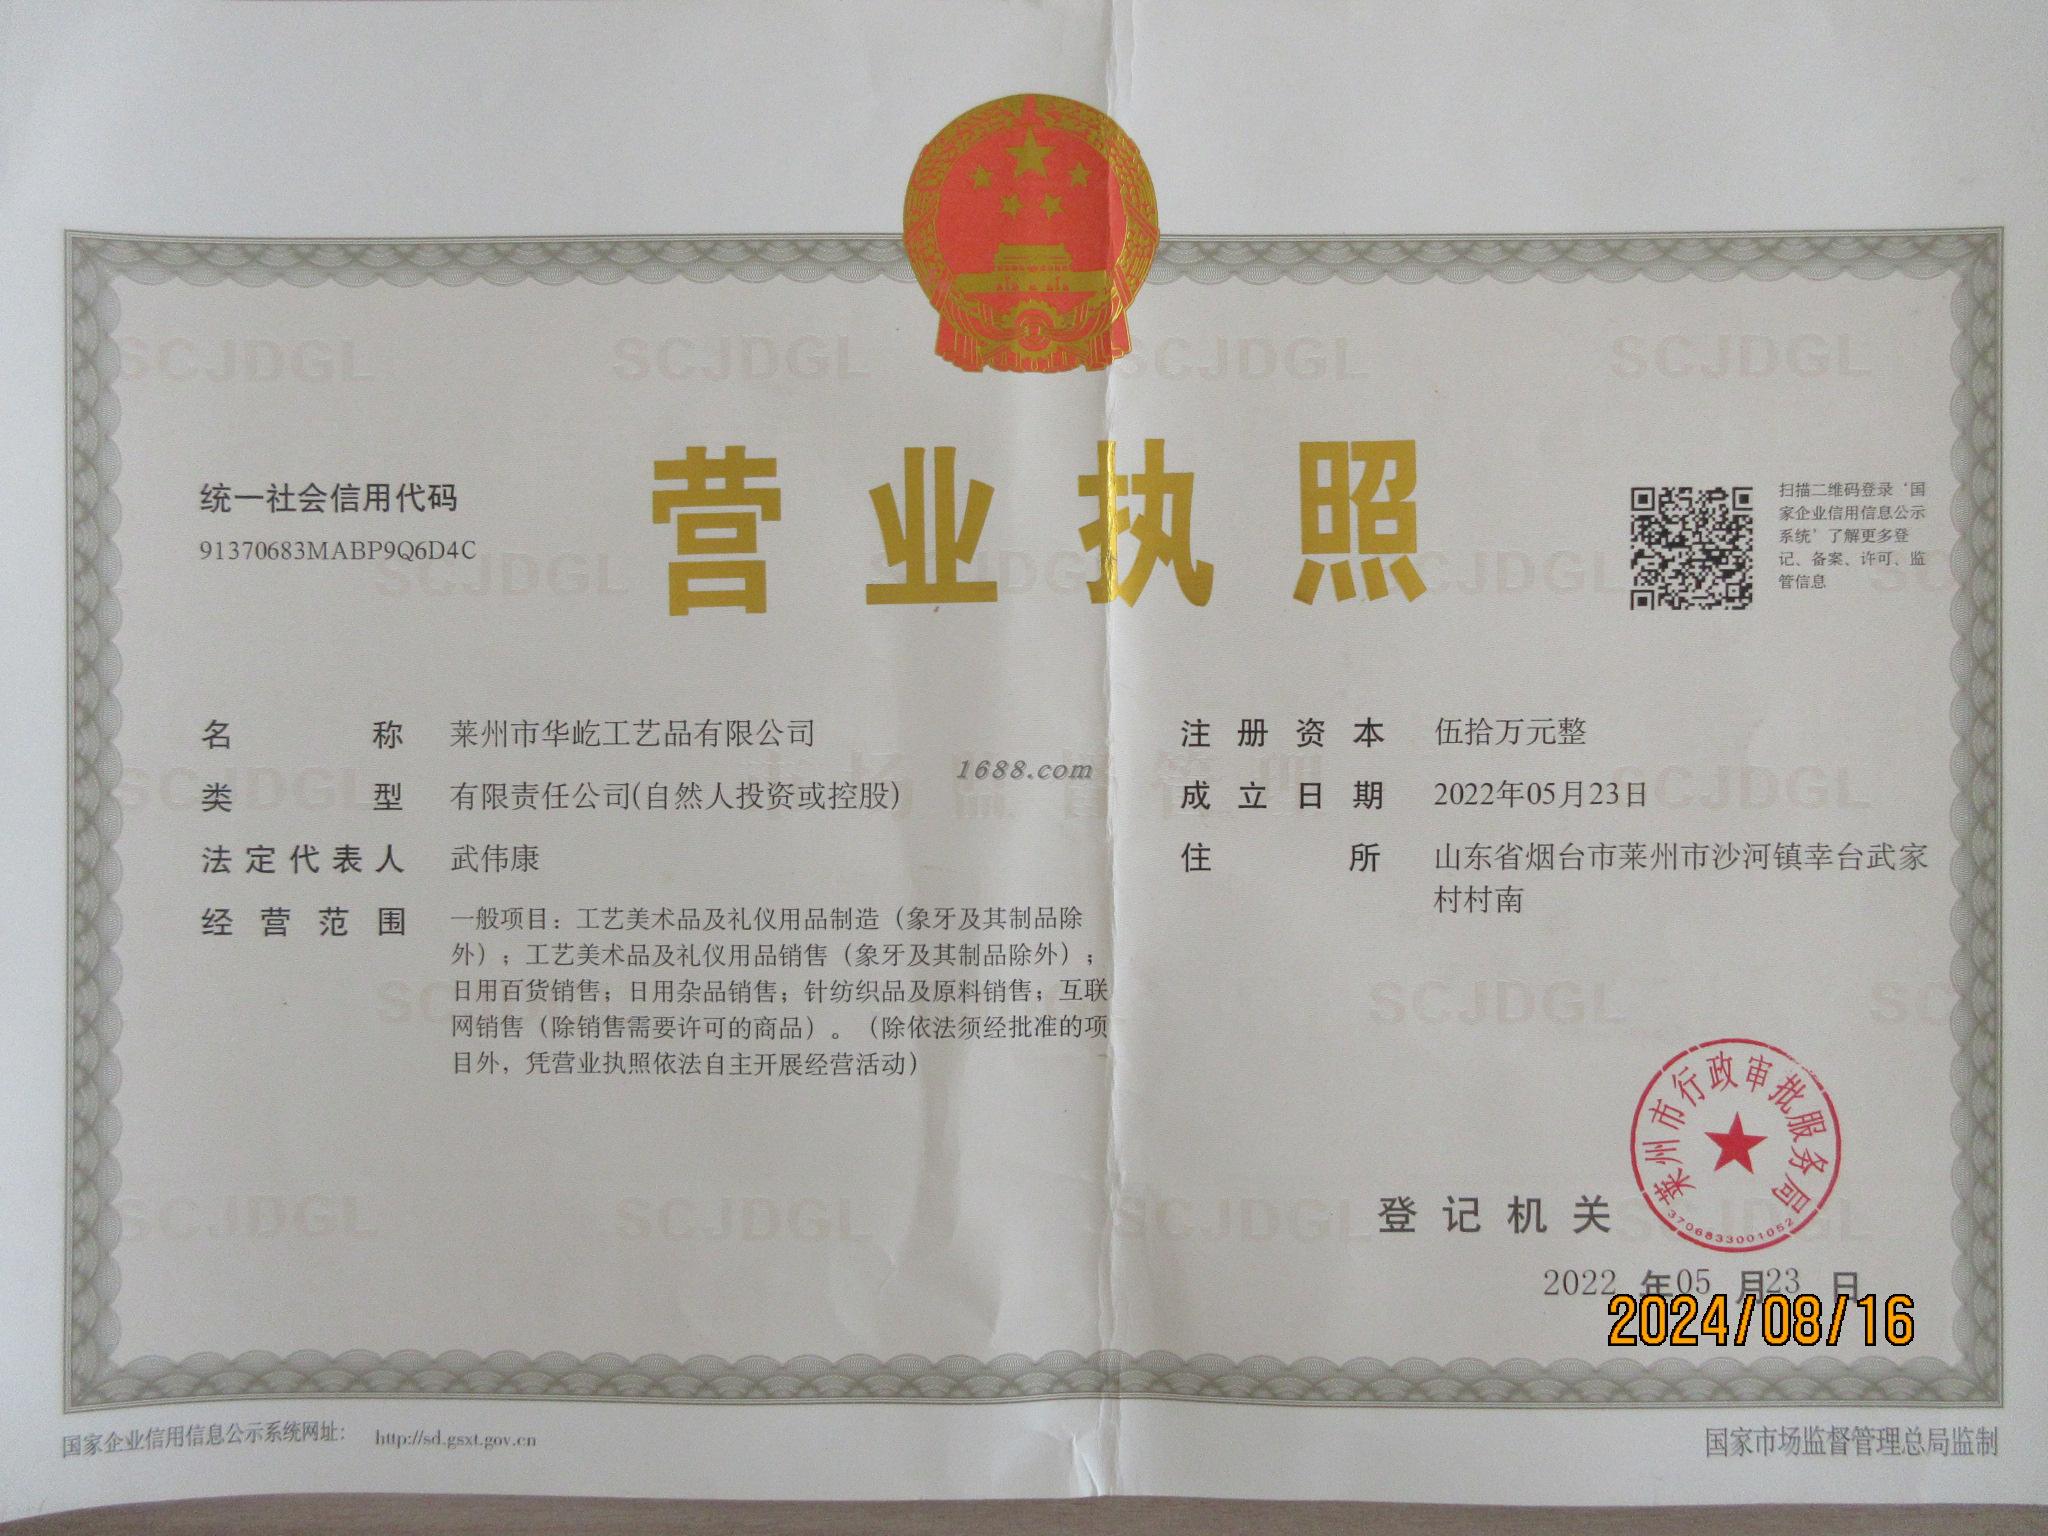 营业执照
统一社会信用代码
91370683MABP9Q6D4C
扫描二维码登录‘国
家企业信用信息公示
系统’了解更多登
记、备案、许可、监
管信息
名称 莱州市华屹工艺品有限公司
类型 有限责任公司(自然人投资或控股)
法定代表人 武伟康
经营范围 一般项目：工艺美术品及礼仪用品制造（象牙及其制品除
外）；工艺美术品及礼仪用品销售（象牙及其制品除外）；
日用百货销售；日用杂品销售；针纺织品及原料销售；互联
网销售（除销售需要许可的商品）。（除依法须经批准的项
目外，凭营业执照依法自主开展经营活动）
注册资本 伍拾万元整
成立日期 2022年05月23日
住所 山东省烟台市莱州市沙河镇幸台武家
村村南
1688.com
SCJDGL
市场监督管理
莱州市行政审批服务局
3706833001052
登记机关
2022年05月23日
2024/08/16
国家企业信用信息公示系统网址： http://sd.gsxt.gov.cn
国家市场监督管理总局监制